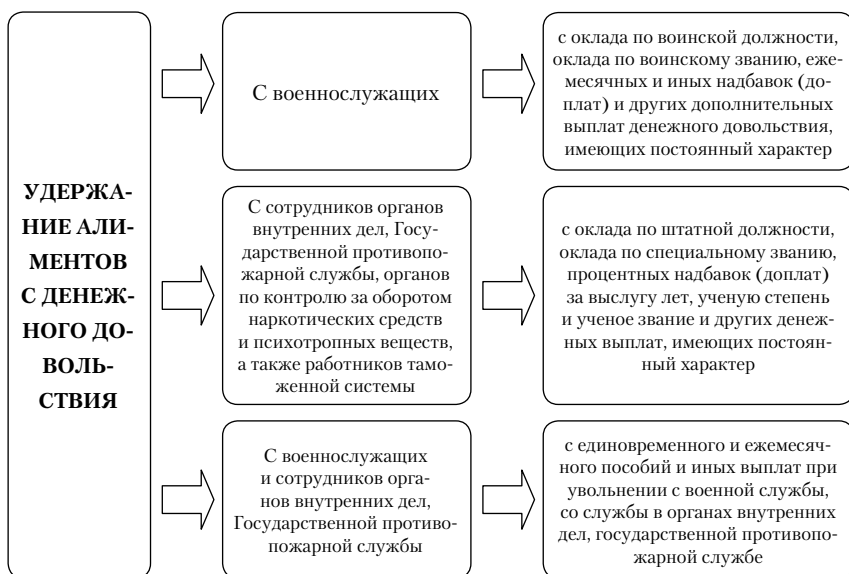 УДЕРЖА-
НИЕ АЛИ-
МЕНТОВ
С ДЕНЕЖ-
НОГО ДО-
ВОЛЬ-
СТВИЯ
С военнослужащих
с оклада по воинской должности,
оклада по воинскому званию, еже-
месячных и иных надбавок (до-
плат) и других дополнительных
выплат денежного довольствия,
имеющих постоянный характер
С сотрудников органов
внутренних дел, Госу-
дарственной противопо-
жарной службы, органов
по контролю за оборотом
наркотических средств
и психотропных веществ,
а также работников тамо-
женной системы
с оклада по штатной должности,
оклада по специальному званию,
процентных надбавок (доплат)
за выслугу лет, ученую степень
и ученое звание и других денеж-
ных выплат, имеющих постоян-
ный характер
С военнослужащих
и сотрудников орга-
нов внутренних дел,
Государственной противо-
пожарной службы
с единовременного и ежемесяч-
ного пособий и иных выплат при
увольнении с военной службы,
со службы в органах внутренних
дел, государственной противопо-
жарной службе